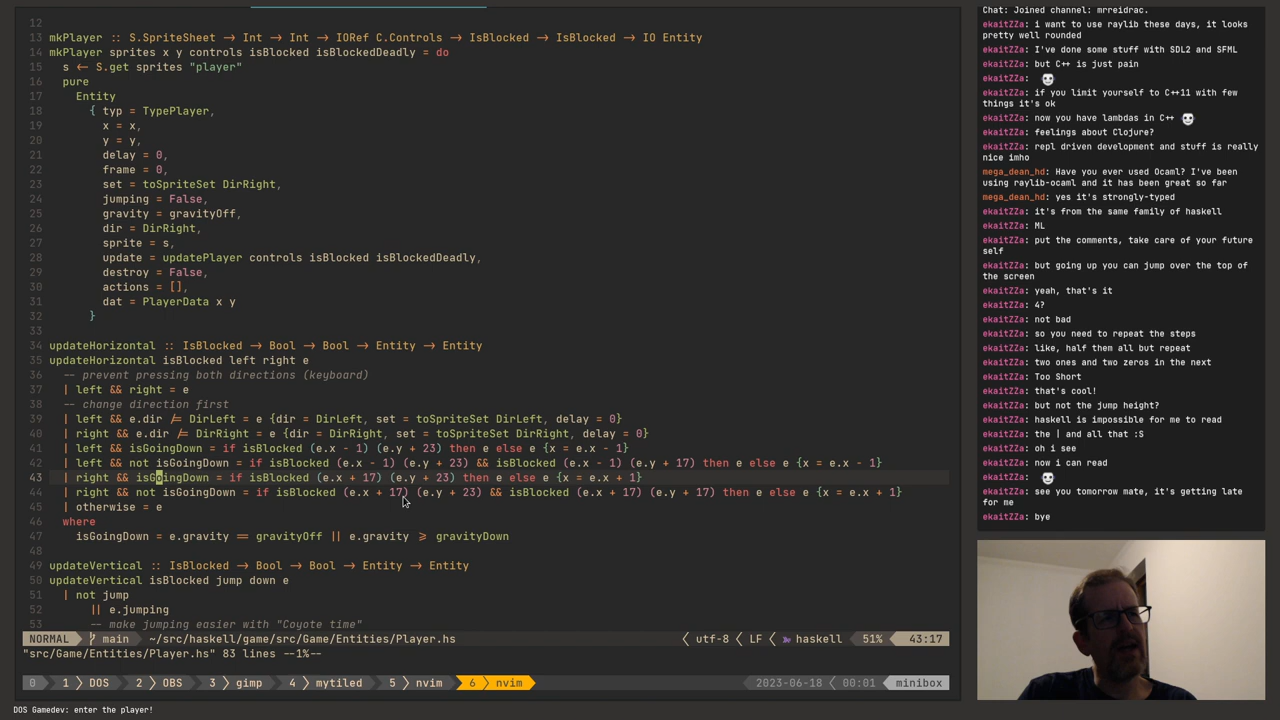 12
13 mkPlayer :: S.SpriteSheet → Int → Int → IORef C.Controls → IsBlocked → IsBlocked → IO Entity
14 mkPlayer sprites x y controls isBlocked isBlockedDeadly = do
15 s ← S.get sprites "player"
16 pure
17 Entity
18 { typ = TypePlayer,
19 x = x,
20 y = y,
21 delay = 0,
22 frame = 0,
23 set = toSpriteSet DirRight,
24 jumping = False,
25 gravity = gravityOff,
26 dir = DirRight,
27 sprite = s,
28 update = updatePlayer controls isBlocked isBlockedDeadly,
29 destroy = False,
30 actions = [],
31 dat = PlayerData x y
32 }
33
34 updateHorizontal :: IsBlocked → Bool → Bool → Entity → Entity
35 updateHorizontal isBlocked left right e
36 -- prevent pressing both directions (keyboard)
37 | left && right = e
38 -- change direction first
39 | left && e.dir /= DirLeft = e {dir = DirLeft, set = toSpriteSet DirLeft, delay = 0}
40 | right && e.dir /= DirRight = e {dir = DirRight, set = toSpriteSet DirRight, delay = 0}
41 | left && isGoingDown = if isBlocked (e.x - 1) (e.y + 23) then e else e {x = e.x - 1}
42 | left && not isGoingDown = if isBlocked (e.x - 1) (e.y + 23) && isBlocked (e.x - 1) (e.y + 17) then e else e {x = e.x - 1}
43 | right && isGoingDown = if isBlocked (e.x + 17) (e.y + 23) then e else e {x = e.x + 1}
44 | right && not isGoingDown = if isBlocked (e.x + 17) (e.y + 23) && isBlocked (e.x + 17) (e.y + 17) then e else e {x = e.x + 1}
45 | otherwise = e
46 where
47 isGoingDown = e.gravity == gravityOff || e.gravity ⩾ gravityDown
48
49 updateVertical :: IsBlocked → Bool → Bool → Entity → Entity
50 updateVertical isBlocked jump down e
51 | not jump
52 || e.jumping
53 -- make jumping easier with "Coyote time"
NORMAL main ~/src/haskell/game/src/Game/Entities/Player.hs utf-8 < LF < haskell 51% 43:17
"src/Game/Entities/Player.hs" 83 lines --1%--
0 1 > DOS 2 > OBS 3 > gimp 4 > mytiled 5 > nvim 6 > nvim 2023-06-18 < 00:01 minibox
DOS Gamedev: enter the player!
Chat: Joined channel: mrreidrac.
ekaitZZa: i want to use raylib these days, it looks
pretty well rounded
ekaitZZa: I've done some stuff with SDL2 and SFML
ekaitZZa: but C++ is just pain
ekaitZZa:
ekaitZZa: if you limit yourself to C++11 with few
things it's ok
ekaitZZa: now you have lambdas in C++
ekaitZZa: feelings about Clojure?
ekaitZZa: repl driven development and stuff is really
nice imho
mega_dean_hd: Have you ever used Ocaml? I've been
using raylib-ocaml and it has been great so far
mega_dean_hd: yes it's strongly-typed
ekaitZZa: it's from the same family of haskell
ekaitZZa: ML
ekaitZZa: put the comments, take care of your future
self
ekaitZZa: but going up you can jump over the top of
the screen
ekaitZZa: yeah, that's it
ekaitZZa: 4?
ekaitZZa: not bad
ekaitZZa: so you need to repeat the steps
ekaitZZa: like, half them all but repeat
ekaitZZa: two ones and two zeros in the next
ekaitZZa: Too Short
ekaitZZa: that's cool!
ekaitZZa: but not the jump height?
ekaitZZa: haskell is impossible for me to read
ekaitZZa: the | and all that :S
ekaitZZa: oh i see
ekaitZZa: now i can read
ekaitZZa:
ekaitZZa: see you tomorrow mate, it's getting late
for me
ekaitZZa: bye